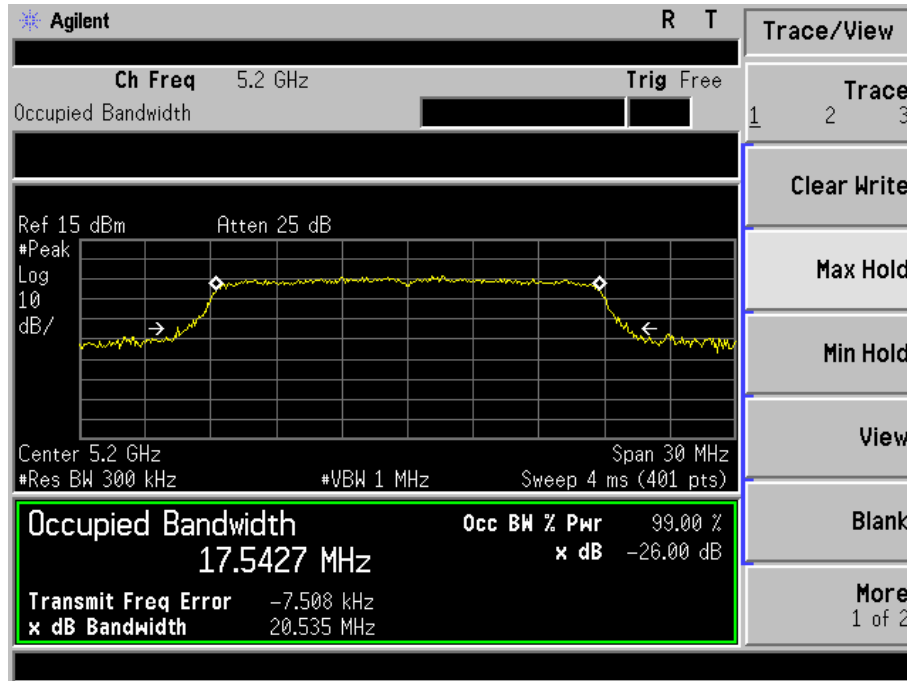 Agilent R T
Ch Freq 5.2 GHz Trig Free
Occupied Bandwidth
Ref 15 dBm Atten 25 dB
#Peak
Log
10
dB/
Center 5.2 GHz Span 30 MHz
#Res BW 300 kHz #VBW 1 MHz Sweep 4 ms (401 pts)
Occupied Bandwidth Occ BW % Pwr 99.00 %
17.5427 MHz x dB -26.00 dB
Transmit Freq Error -7.508 kHz
x dB Bandwidth 20.535 MHz
Trace/View
Trace
1 2 3
Clear Write
Max Hold
Min Hold
View
Blank
More
1 of 2